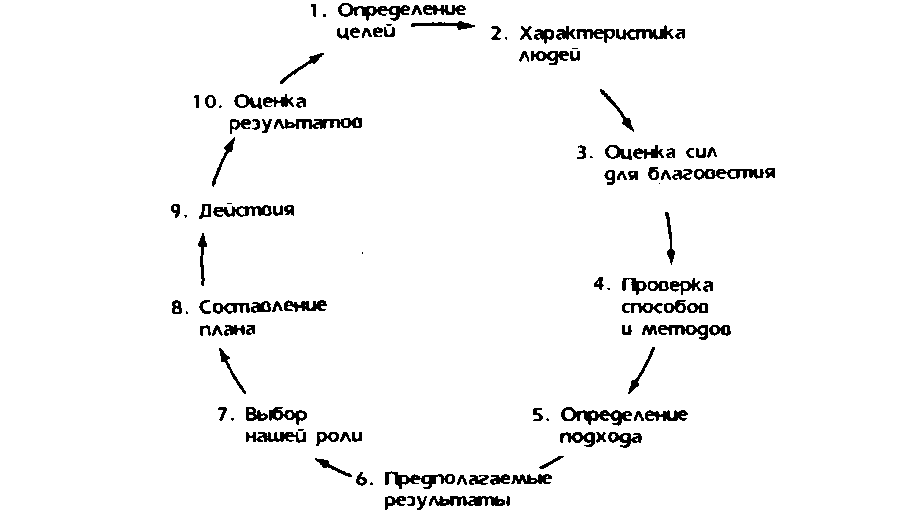 1. Определение
целей
2. Характеристика
людей
3. Оценка сил
для благовестия
4. Проверка
способов
и методов
5. Определение
подхода
6. Предполагаемые
результаты
7. Выбор
нашей роли
8. Составление
плана
9. Действия
10. Оценка
результатов